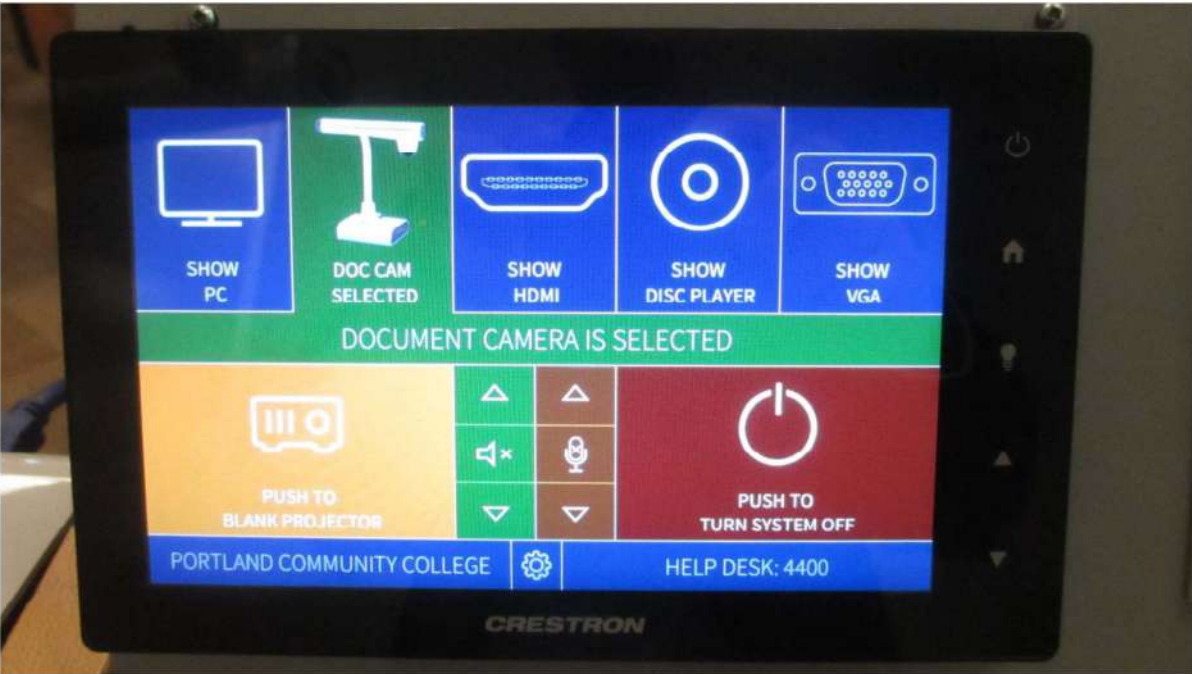 SHOW
PC
DOC CAM
SELECTED
SHOW
HDMI
SHOW
DISC PLAYER
SHOW
VGA
DOCUMENT CAMERA IS SELECTED
PUSH TO
BLANK PROJECTOR
PUSH TO
TURN SYSTEM OFF
PORTLAND COMMUNITY COLLEGE
HELP DESK: 4400
CRESTRON